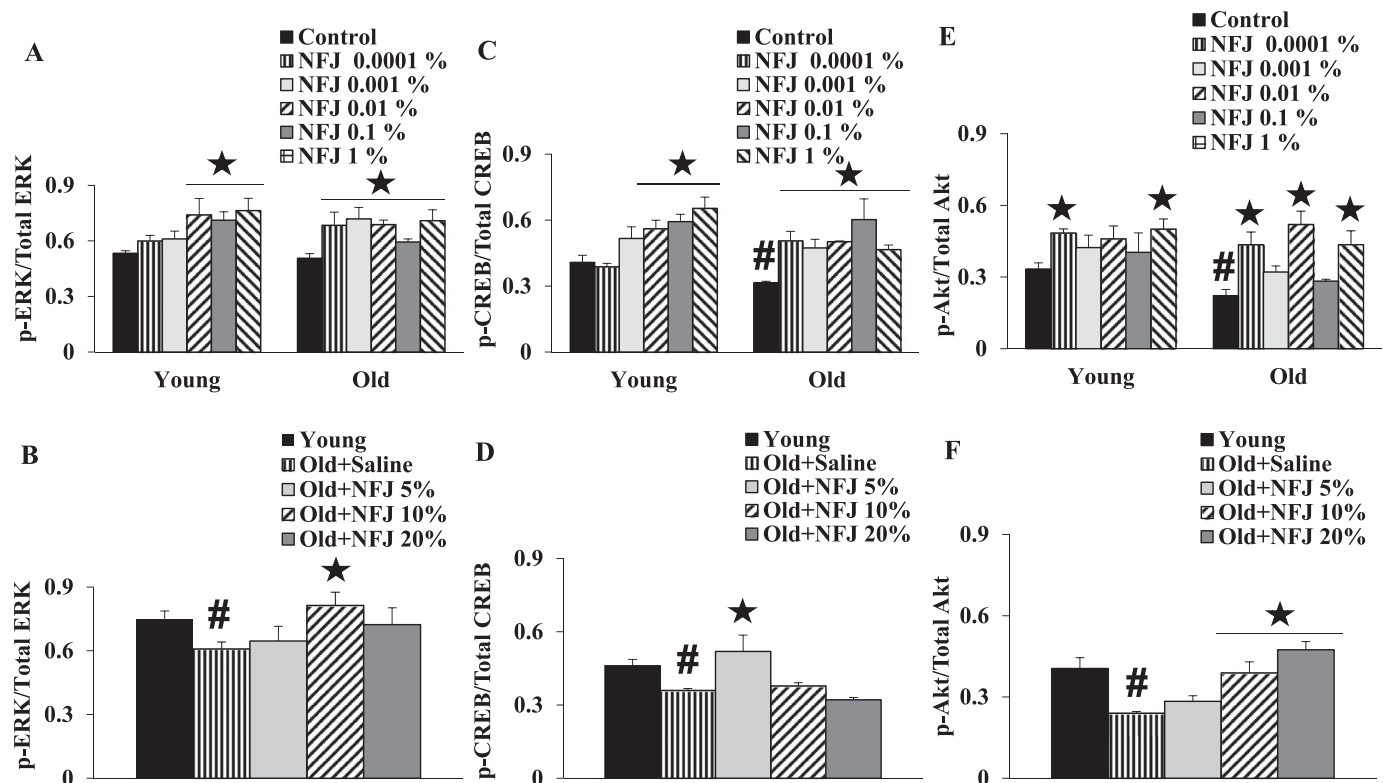 A
Control
NFJ 0.0001 %
NFJ 0.001 %
NFJ 0.01 %
NFJ 0.1 %
NFJ 1 %
★
★
p-ERK/Total ERK
0.9
0.6
0.3
0
Young
Old
C
Control
NFJ 0.0001 %
NFJ 0.001 %
NFJ 0.01 %
NFJ 0.1 %
NFJ 1 %
★
★
#
p-CREB/Total CREB
0.9
0.6
0.3
0
Young
Old
E
Control
NFJ 0.0001 %
NFJ 0.001 %
NFJ 0.01 %
NFJ 0.1 %
NFJ 1 %
★
★
#
★
★
★
p-Akt/Total Akt
0.9
0.6
0.3
0
Young
Old
B
Young
Old+Saline
Old+NFJ 5%
Old+NFJ 10%
Old+NFJ 20%
#
★
p-ERK/Total ERK
0.9
0.6
0.3
0
D
Young
Old+Saline
Old+NFJ 5%
Old+NFJ 10%
Old+NFJ 20%
#
★
p-CREB/Total CREB
0.9
0.6
0.3
0
F
Young
Old+Saline
Old+NFJ 5%
Old+NFJ 10%
Old+NFJ 20%
#
★
p-Akt/Total Akt
0.9
0.6
0.3
0